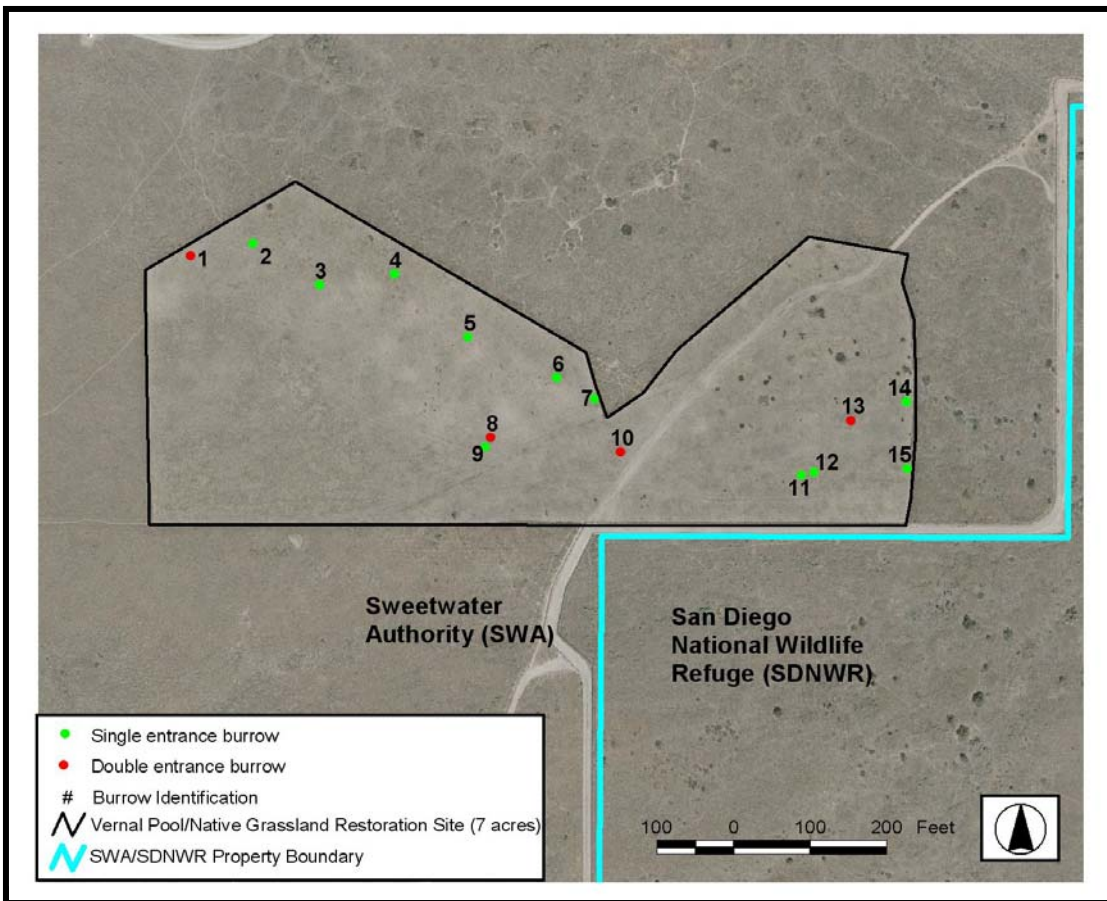 1
2
3
4
5
6
7
8
9
10
11
12
13
14
15
Sweetwater
Authority (SWA)
San Diego
National Wildlife
Refuge (SDNWR)
Single entrance burrow
Double entrance burrow
# Burrow Identification
Vernal Pool/Native Grassland Restoration Site (7 acres)
SWA/SDNWR Property Boundary
100 0 100 200 Feet